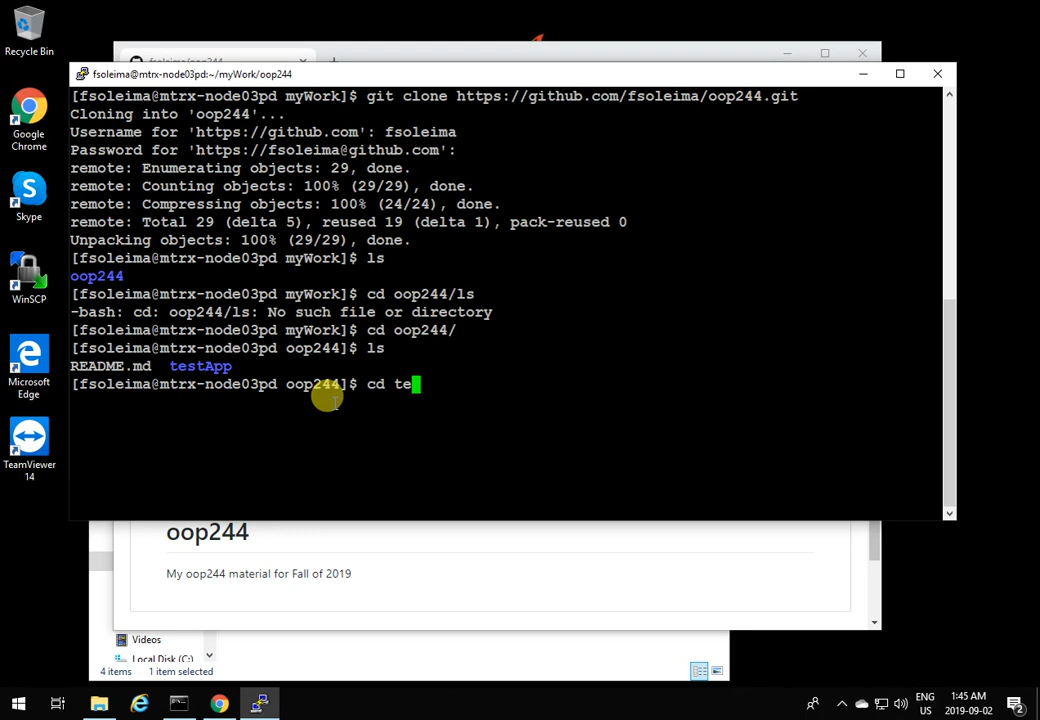 Recycle Bin
Google
Chrome
Skype
WinSCP
Microsoft
Edge
TeamViewer
14
fsoleima@mtrx-node03pd:~/myWork/oop244
[fsoleima@mtrx-node03pd myWork]$ git clone https://github.com/fsoleima/oop244.git
Cloning into 'oop244'...
Username for 'https://github.com': fsoleima
Password for 'https://fsoleima@github.com':
remote: Enumerating objects: 29, done.
remote: Counting objects: 100% (29/29), done.
remote: Compressing objects: 100% (24/24), done.
remote: Total 29 (delta 5), reused 19 (delta 1), pack-reused 0
Unpacking objects: 100% (29/29), done.
[fsoleima@mtrx-node03pd myWork]$ ls
oop244
[fsoleima@mtrx-node03pd myWork]$ cd oop244/ls
-bash: cd: oop244/ls: No such file or directory
[fsoleima@mtrx-node03pd myWork]$ cd oop244/
[fsoleima@mtrx-node03pd oop244]$ ls
README.md testApp
[fsoleima@mtrx-node03pd oop244]$ cd te
oop244
My oop244 material for Fall of 2019
Videos
Local Disk (C:)
4 items 1 item selected
ENG
US
1:45 AM
2019-09-02
2